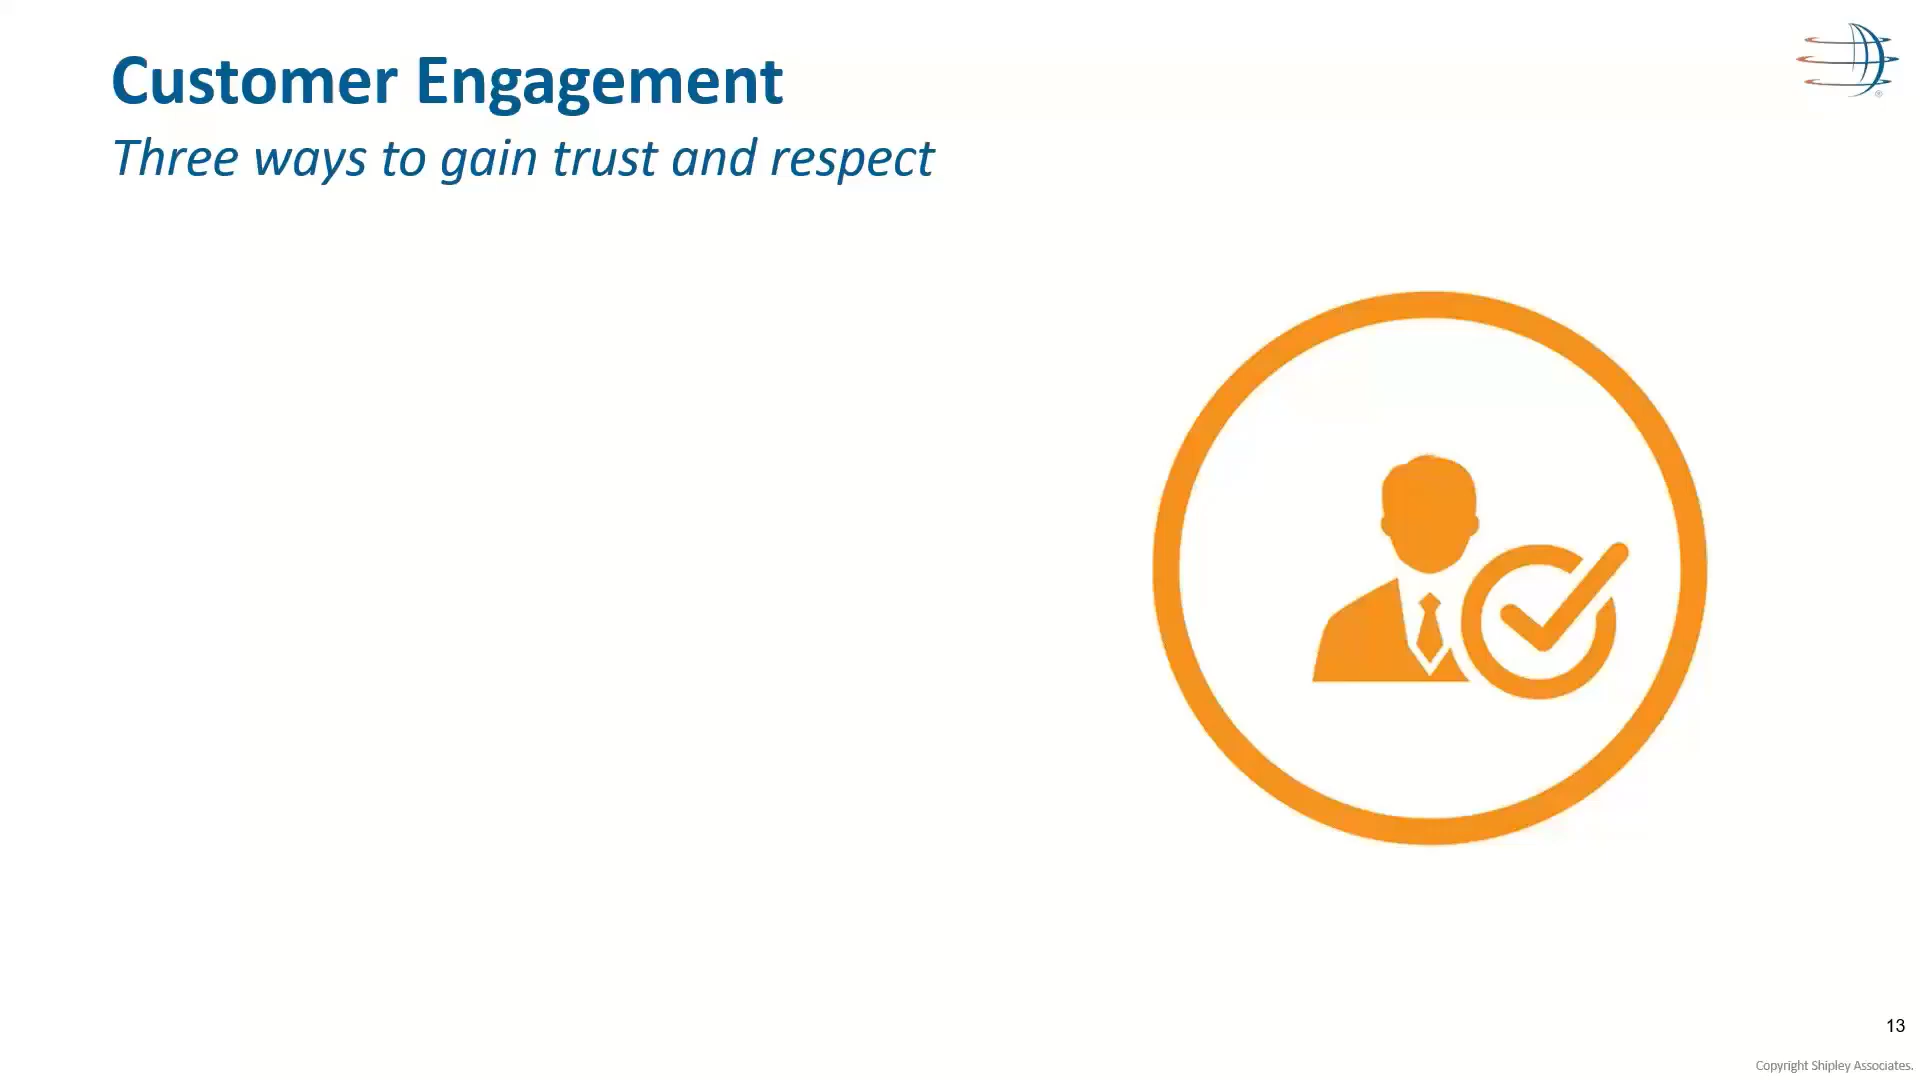 Customer Engagement
Three ways to gain trust and respect
®
13
Copyright Shipley Associates.